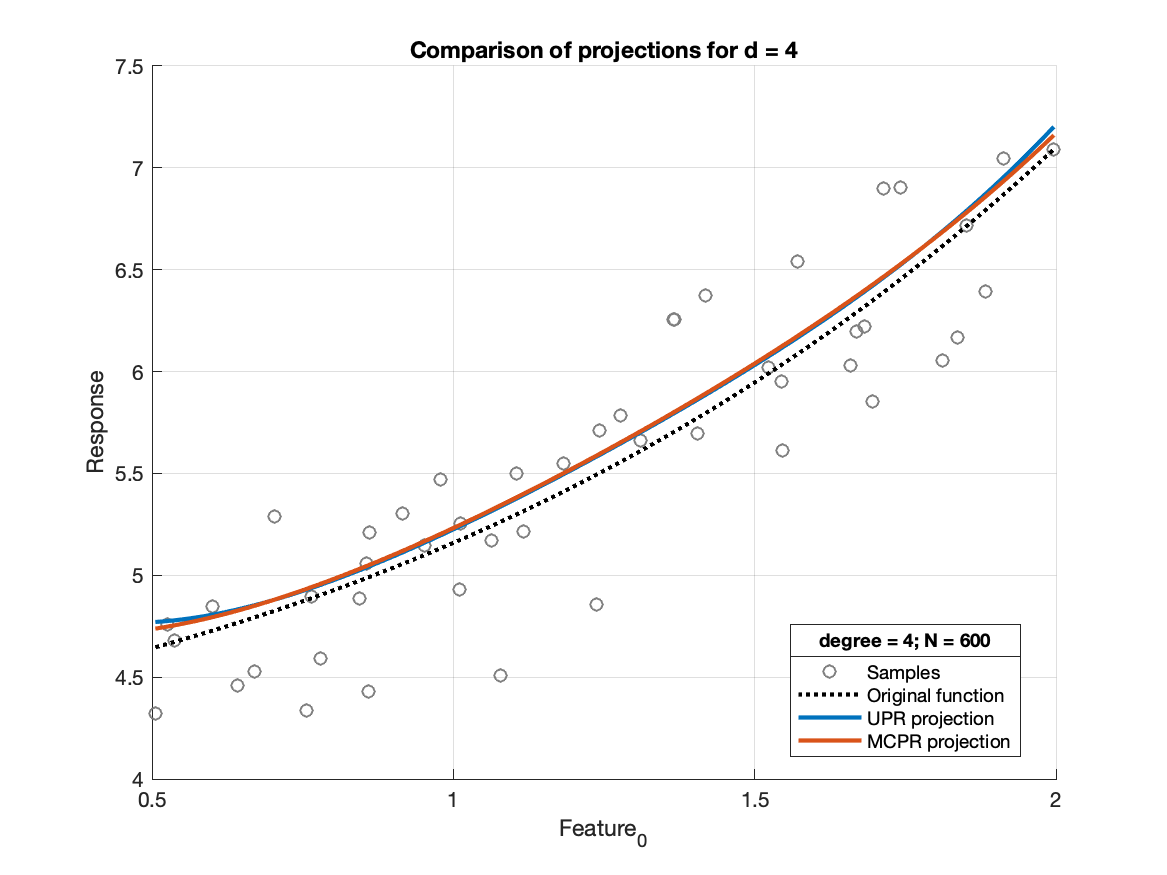 Comparison of projections for d = 4
7.5
7
6.5
6
5.5
5
4.5
4
Response
0.5 1 1.5 2
Feature₀
degree = 4; N = 600
Samples
Original function
UPR projection
MCPR projection